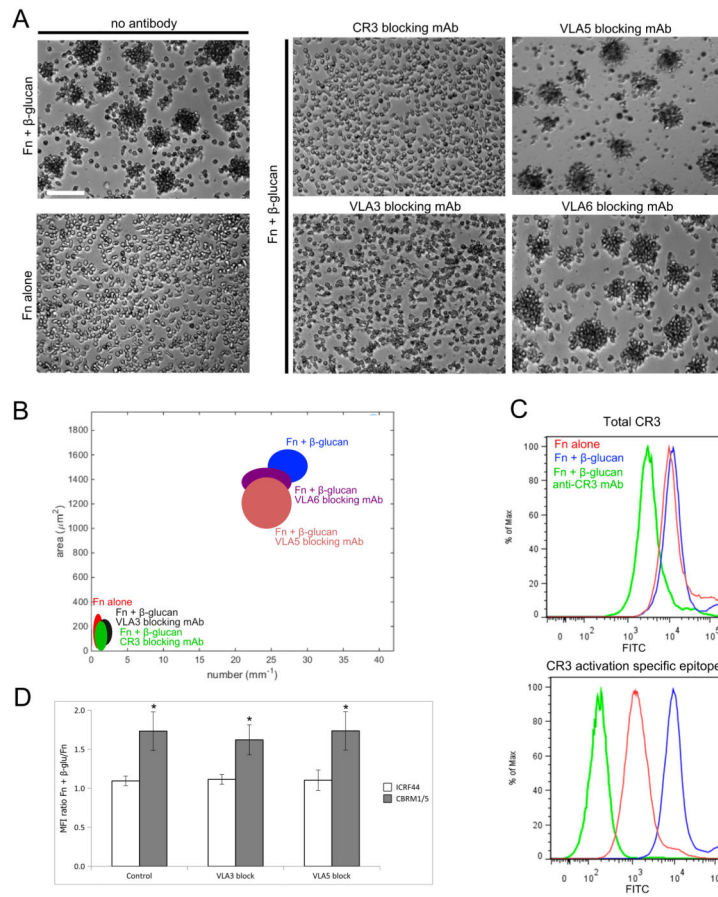 A
no antibody
Fn + β-glucan
Fn alone
Fn + β-glucan
CR3 blocking mAb
VLA5 blocking mAb
VLA3 blocking mAb
VLA6 blocking mAb
B
area (μm²)
1800
1600
1400
1200
1000
800
600
400
200
0
Fn + β-glucan
Fn + β-glucan
VLA6 blocking mAb
Fn + β-glucan
VLA5 blocking mAb
Fn alone
Fn + β-glucan
VLA3 blocking mAb
Fn + β-glucan
CR3 blocking mAb
0 5 10 15 20 25 30 35 40
number (mm⁻¹)
C
Total CR3
% of Max
100
80
60
40
20
0
Fn alone
Fn + β-glucan
Fn + β-glucan
anti-CR3 mAb
0 10² 10³ 10⁴ 10⁵
FITC
CR3 activation specific epitope
% of Max
100
80
60
40
20
0
0 10² 10³ 10⁴ 10
FITC
D
MFI ratio Fn + β-glu/Fn
2.0
1.5
1.0
0.5
0.0
* * *
Control VLA3 block VLA5 block
ICRF44
CBRM1/5